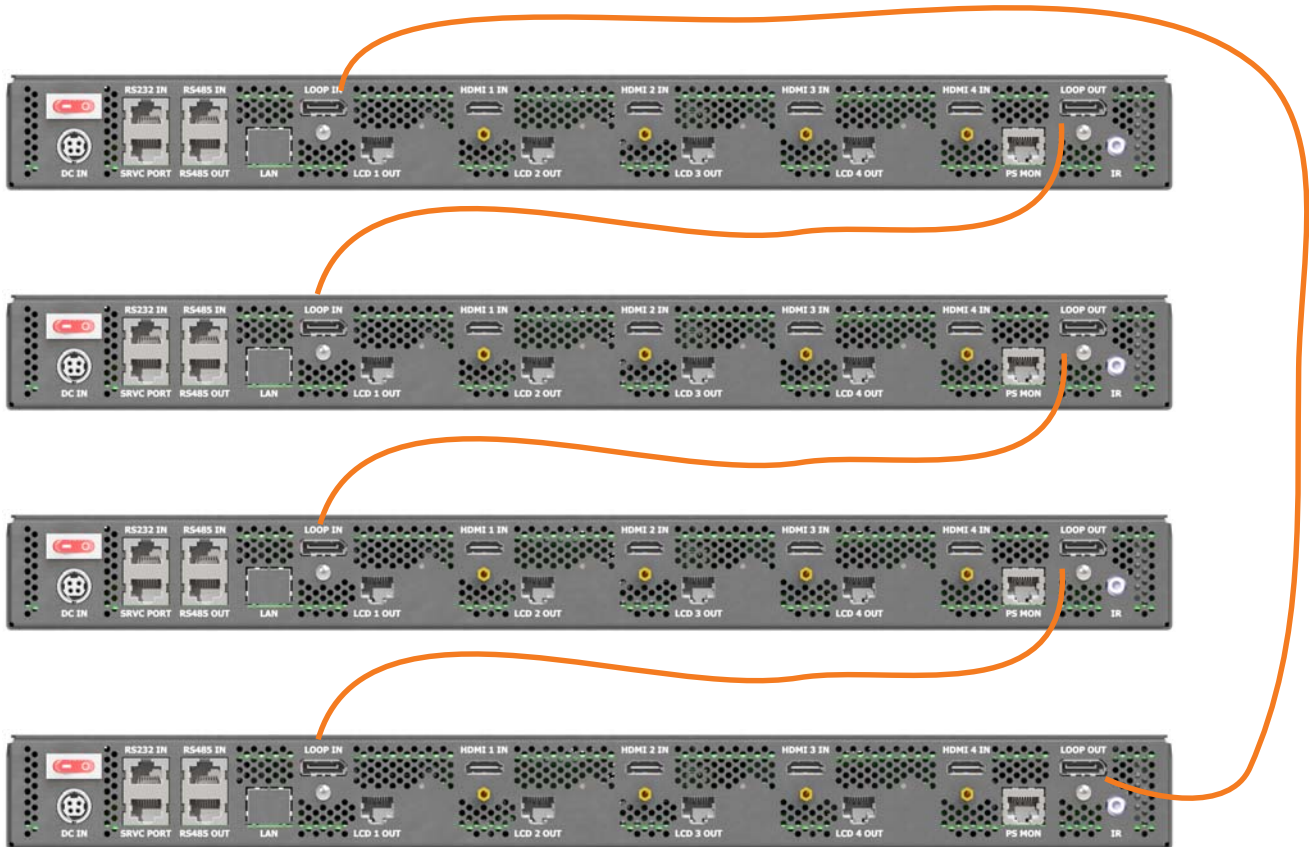 RS232 IN RS485 IN LOOP IN HDMI 1 IN HDMI 2 IN HDMI 3 IN HDMI 4 IN LOOP OUT
DC IN SRVC PORT RS485 OUT LAN LCD 1 OUT LCD 2 OUT LCD 3 OUT LCD 4 OUT PS MON IR
RS232 IN RS485 IN LOOP IN HDMI 1 IN HDMI 2 IN HDMI 3 IN HDMI 4 IN LOOP OUT
DC IN SRVC PORT RS485 OUT LAN LCD 1 OUT LCD 2 OUT LCD 3 OUT LCD 4 OUT PS MON IR
RS232 IN RS485 IN LOOP IN HDMI 1 IN HDMI 2 IN HDMI 3 IN HDMI 4 IN LOOP OUT
DC IN SRVC PORT RS485 OUT LAN LCD 1 OUT LCD 2 OUT LCD 3 OUT LCD 4 OUT PS MON IR
RS232 IN RS485 IN LOOP IN HDMI 1 IN HDMI 2 IN HDMI 3 IN HDMI 4 IN LOOP OUT
DC IN SRVC PORT RS485 OUT LAN LCD 1 OUT LCD 2 OUT LCD 3 OUT LCD 4 OUT PS MON IR